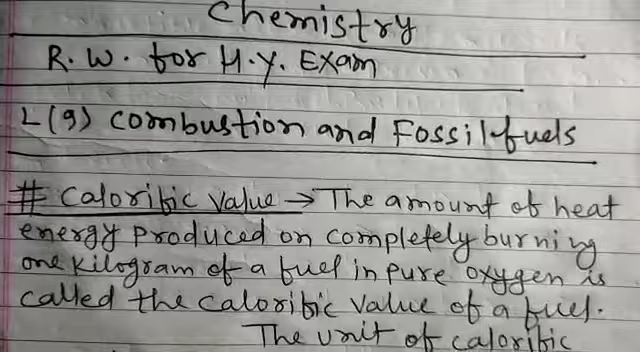 Chemistry
R.W. for H.Y. Exam
L(9) Combustion and Fossil fuels
# Calorific value → The amount of heat
energy produced on completely burning
one kilogram of a fuel in pure oxygen is
called the calorific value of a fuel.
The unit of calorific